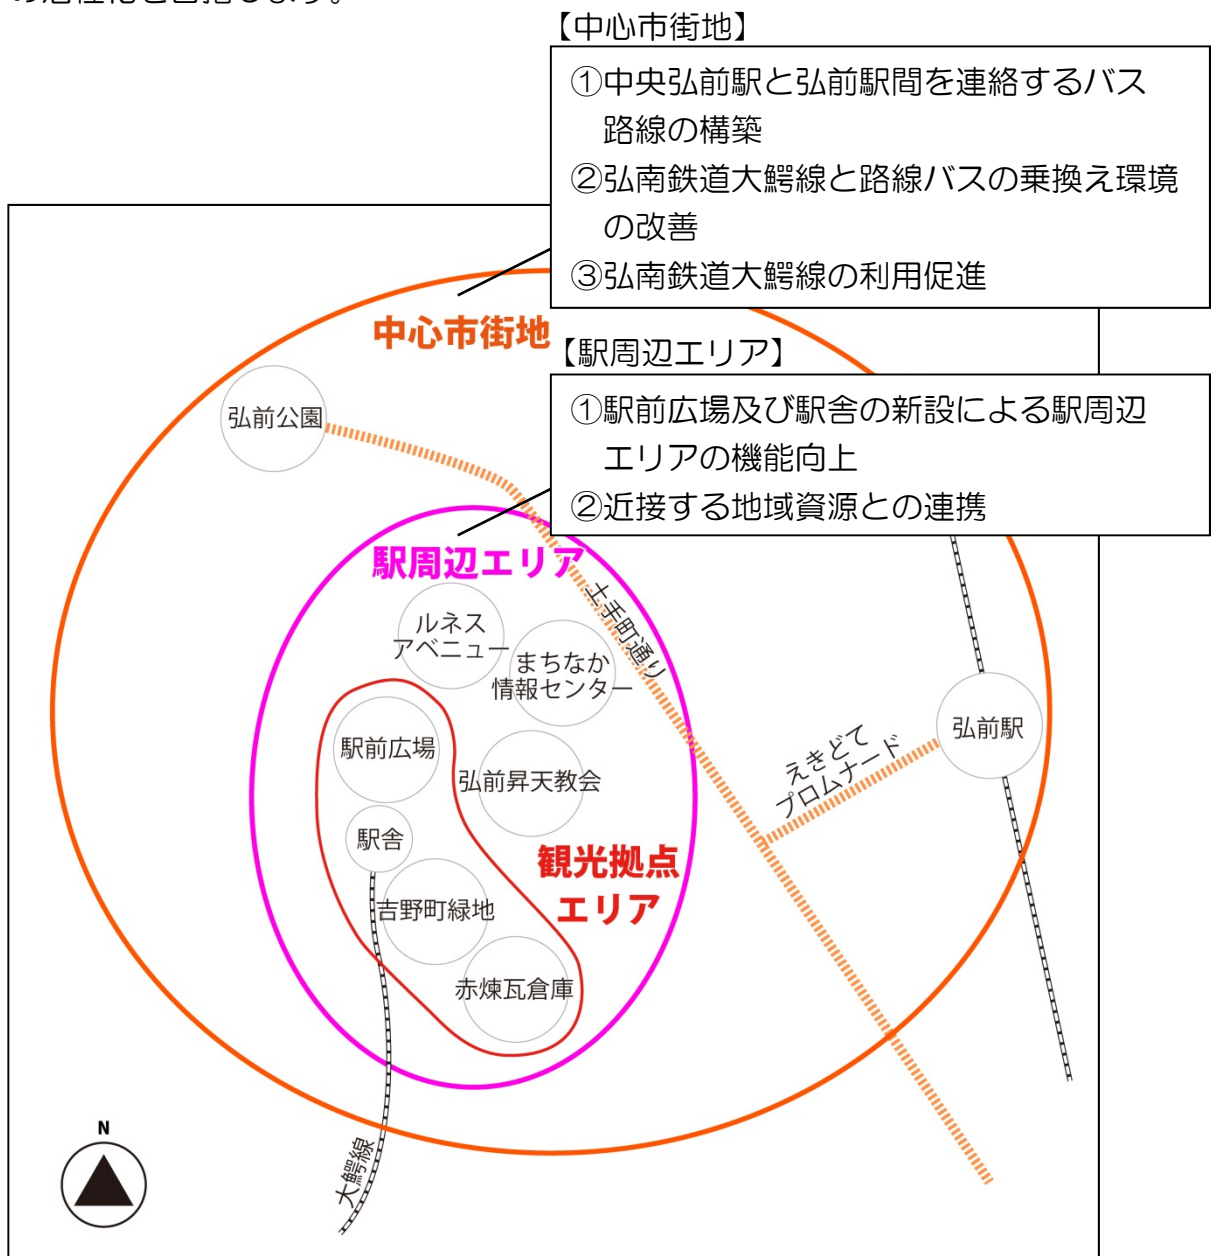 の活性化を目指します。
【中心市街地】
①中央弘前駅と弘前駅間を連絡するバス
路線の構築
②弘南鉄道大鰐線と路線バスの乗換え環境
の改善
③弘南鉄道大鰐線の利用促進
中心市街地
【駅周辺エリア】
①駅前広場及び駅舎の新設による駅周辺
エリアの機能向上
②近接する地域資源との連携
弘前公園
駅周辺エリア
ルネス
アベニュー
まちなか
情報センター
土手町通り
駅前広場
弘前昇天教会
弘前駅
えきどて
プロムナード
駅舎
観光拠点
エリア
吉野町緑地
赤煉瓦倉庫
大鰐線
N